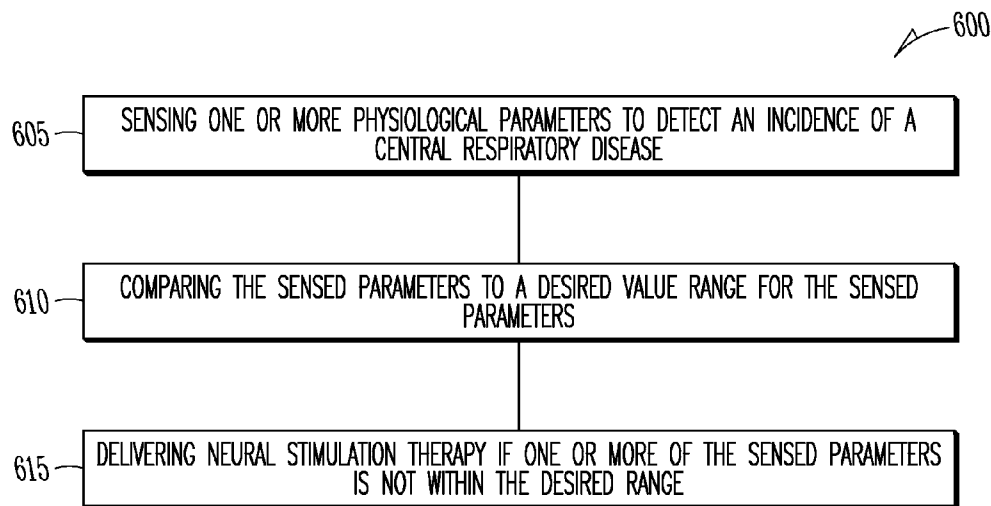 600
605
SENSING ONE OR MORE PHYSIOLOGICAL PARAMETERS TO DETECT AN INCIDENCE OF A
CENTRAL RESPIRATORY DISEASE
610
COMPARING THE SENSED PARAMETERS TO A DESIRED VALUE RANGE FOR THE SENSED
PARAMETERS
615
DELIVERING NEURAL STIMULATION THERAPY IF ONE OR MORE OF THE SENSED PARAMETERS
IS NOT WITHIN THE DESIRED RANGE